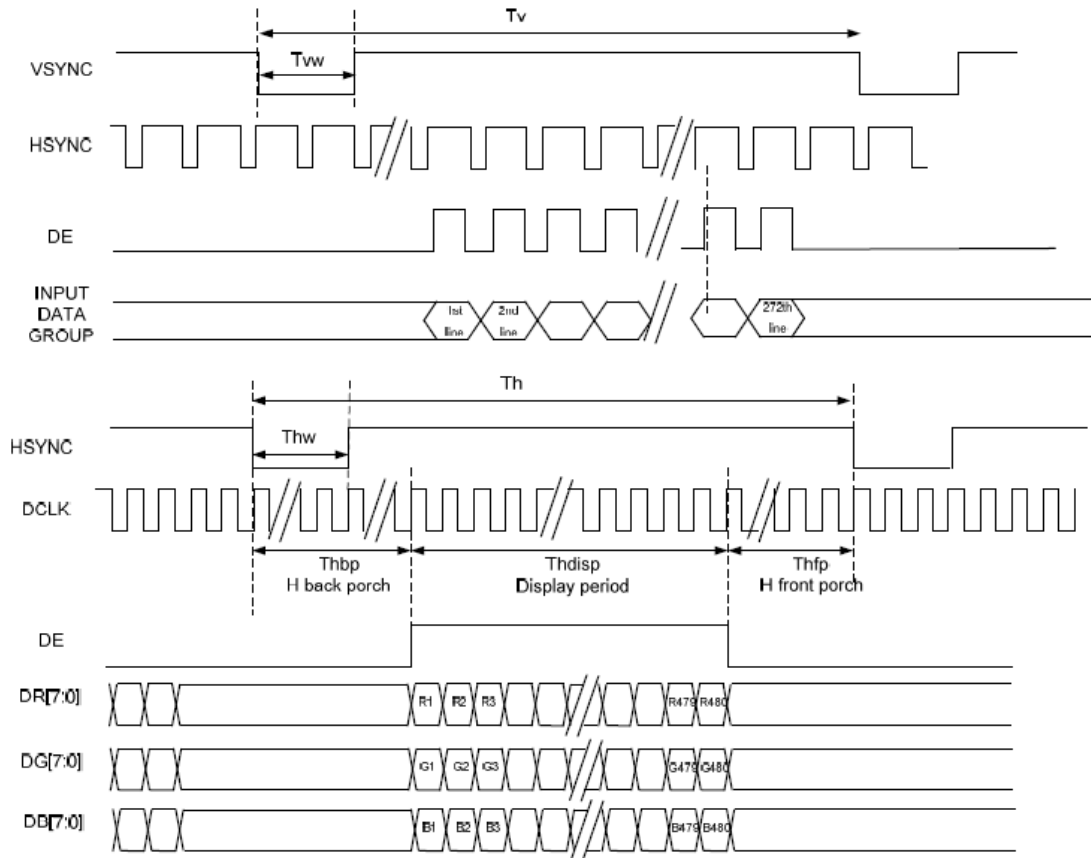 Tv
Tvw
VSYNC
HSYNC
DE
INPUT
DATA
GROUP
1st
line
2nd
line
272th
line
Th
HSYNC
Thw
DCLK
Thbp
H back porch
Thdisp
Display period
Thfp
H front porch
DE
DR[7:0]
R1 R2 R3 R479 R480
DG[7:0]
G1 G2 G3 G479 G480
DB[7:0]
B1 B2 B3 B479 B480